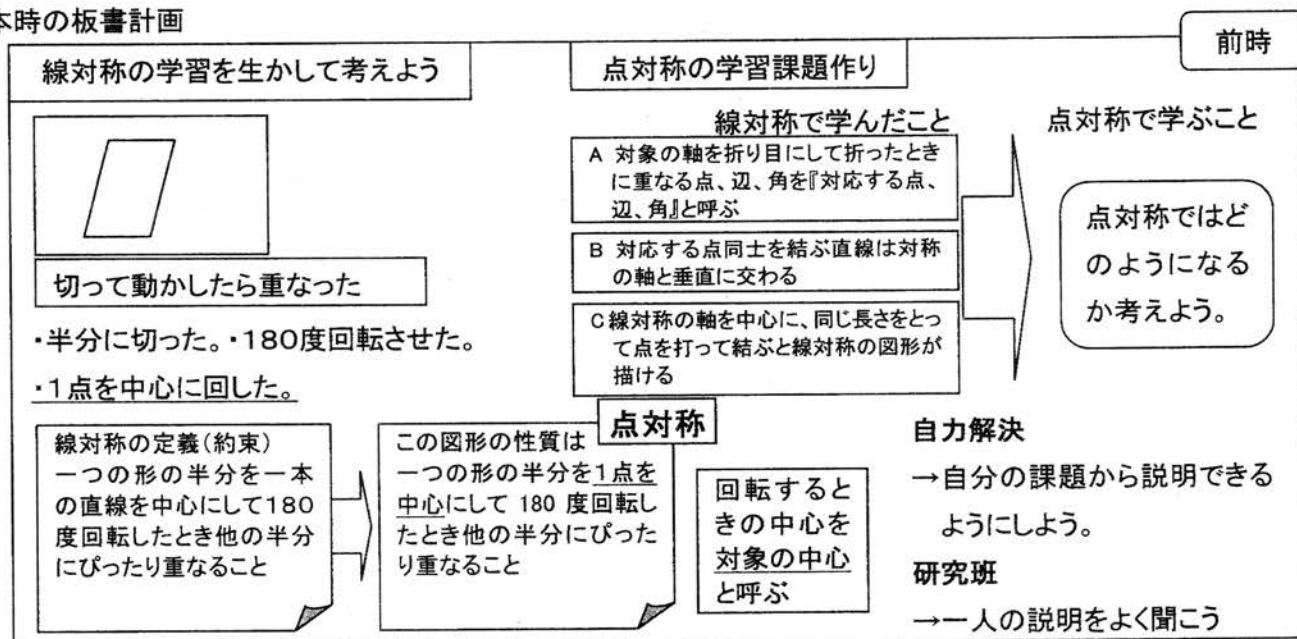 本時の板書計画
前時
線対称の学習を生かして考えよう
切って動かしたら重なった
・半分に切った。・180度回転させた。
・1点を中心に回した。
線対称の定義(約束)
一つの形の半分を一本
の直線を中心にして180
度回転したとき他の半分
にぴったり重なること
点対称
この図形の性質は
一つの形の半分を1点を
中心にして 180 度回転し
たとき他の半分にぴった
り重なること
回転すると
きの中心を
対象の中心
と呼ぶ
点対称の学習課題作り
線対称で学んだこと
A 対象の軸を折り目にして折ったとき
に重なる点、辺、角を『対応する点、
辺、角』と呼ぶ
B 対応する点同士を結ぶ直線は対称
の軸と垂直に交わる
C線対称の軸を中心に、同じ長さをとっ
て点を打って結ぶと線対称の図形が
描ける
点対称で学ぶこと
点対称ではど
のようになる
か考えよう。
自力解決
→自分の課題から説明できる
ようにしよう。
研究班
→一人の説明をよく聞こう